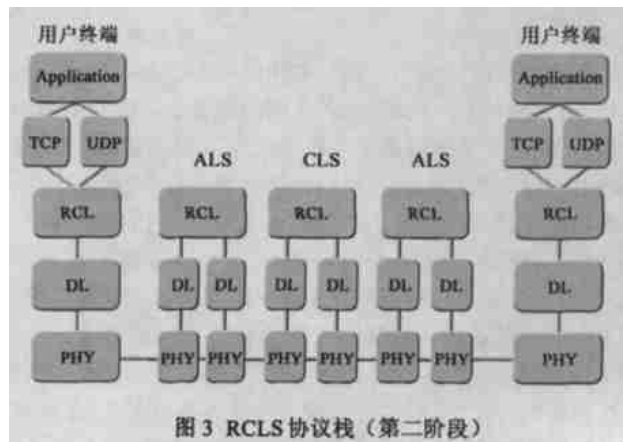 用户终端 用户终端
Application Application
TCP UDP TCP UDP
ALS CLS ALS
RCL RCL RCL RCL RCL
DL DL DL DL DL DL DL DL
PHY PHY PHY PHY PHY PHY PHY PHY
图 3 RCLS 协议栈（第二阶段）